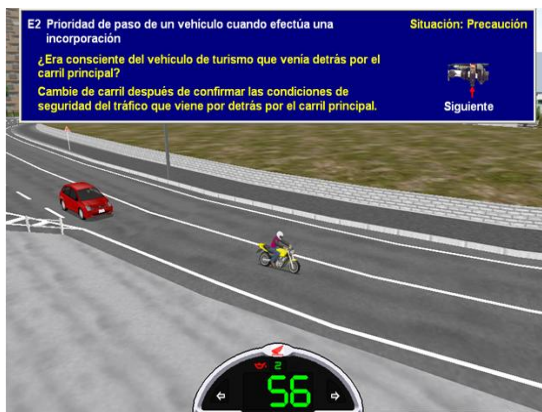 E2 Prioridad de paso de un vehículo cuando efectúa una
incorporación
Situación: Precaución
¿Era consciente del vehículo de turismo que venía detrás por el
carril principal?
Cambie de carril después de confirmar las condiciones de
seguridad del tráfico que viene por detrás por el carril principal.
Siguiente
2
56